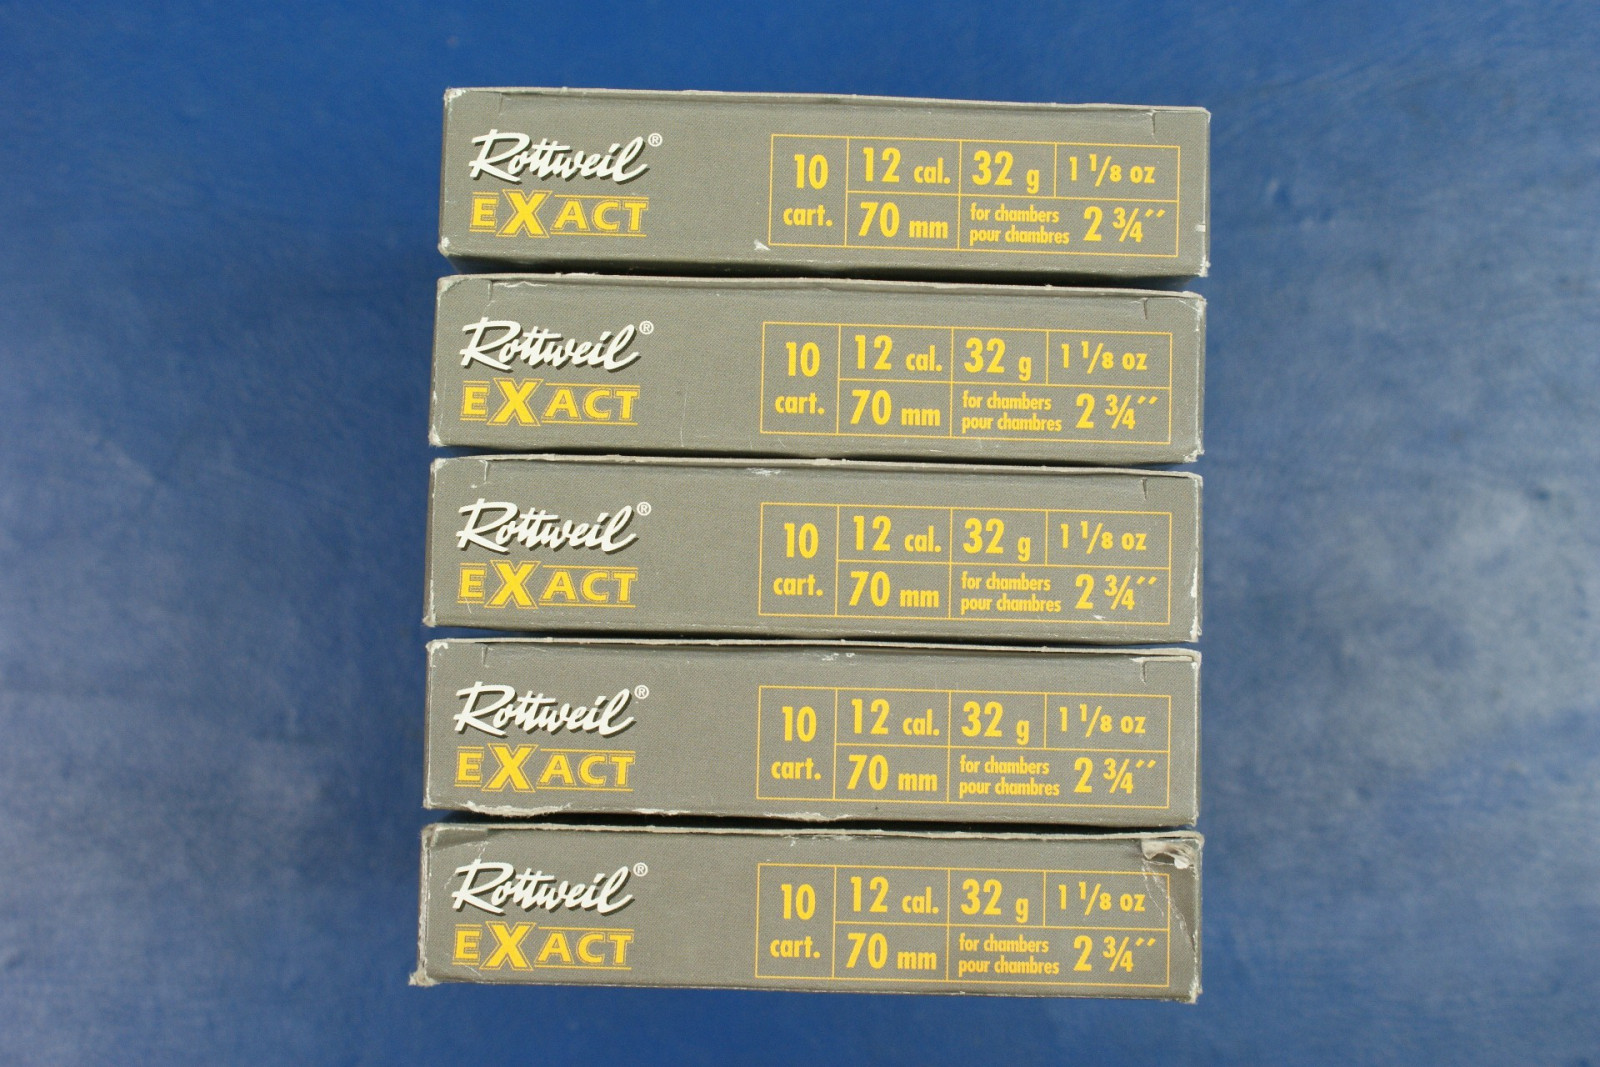 Rottweil®
EXACT
10 cart.
12 cal.
32 g
1 1/8 oz
70 mm
for chambers
pour chambres
2 3/4´´
Rottweil®
EXACT
10 cart.
12 cal.
32 g
1 1/8 oz
70 mm
for chambers
pour chambres
2 3/4´´
Rottweil®
EXACT
10 cart.
12 cal.
32 g
1 1/8 oz
70 mm
for chambers
pour chambres
2 3/4´´
Rottweil®
EXACT
10 cart.
12 cal.
32 g
1 1/8 oz
70 mm
for chambers
pour chambres
2 3/4´´
Rottweil®
EXACT
10 cart.
12 cal.
32 g
1 1/8 oz
70 mm
for chambers
pour chambres
2 3/4´´